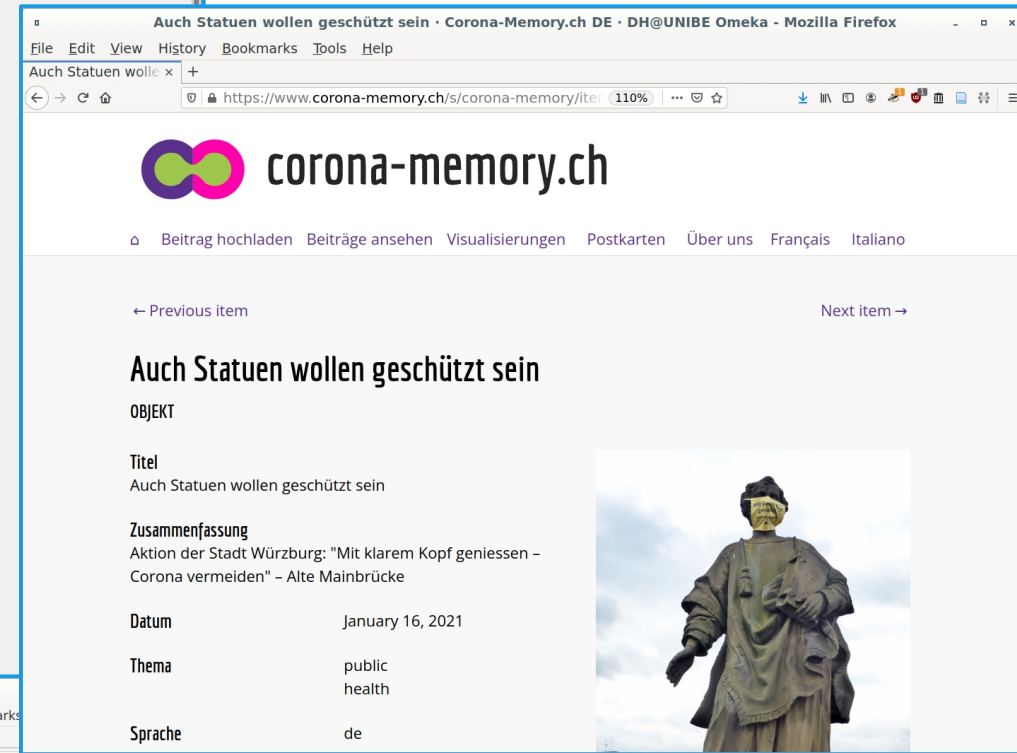 Auch Statuen wollen geschützt sein · Corona-Memory.ch DE · DH@UNIBE Omeka - Mozilla Firefox
File Edit View History Bookmarks Tools Help
Auch Statuen wolle × +
https://www.corona-memory.ch/s/corona-memory/iter 110%
corona-memory.ch
Beitrag hochladen Beiträge ansehen Visualisierungen Postkarten Über uns Français Italiano
← Previous item Next item →
Auch Statuen wollen geschützt sein
OBJEKT
Titel
Auch Statuen wollen geschützt sein
Zusammenfassung
Aktion der Stadt Würzburg: "Mit klarem Kopf geniessen –
Corona vermeiden" – Alte Mainbrücke
Datum January 16, 2021
Thema public
health
Sprache de
arks